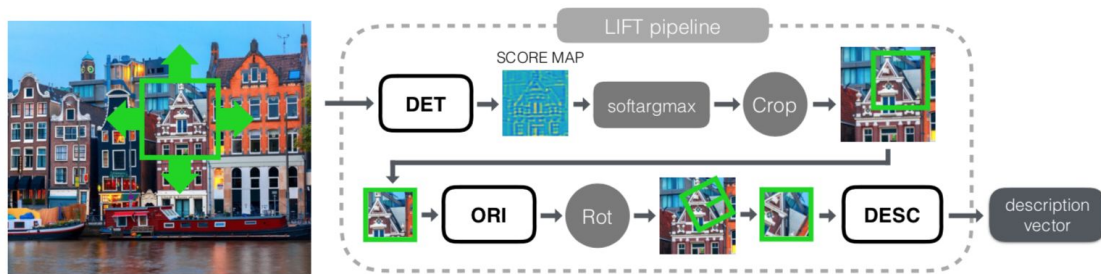 LIFT pipeline
SCORE MAP
DET
softargmax
Crop
ORI
Rot
DESC
description
vector